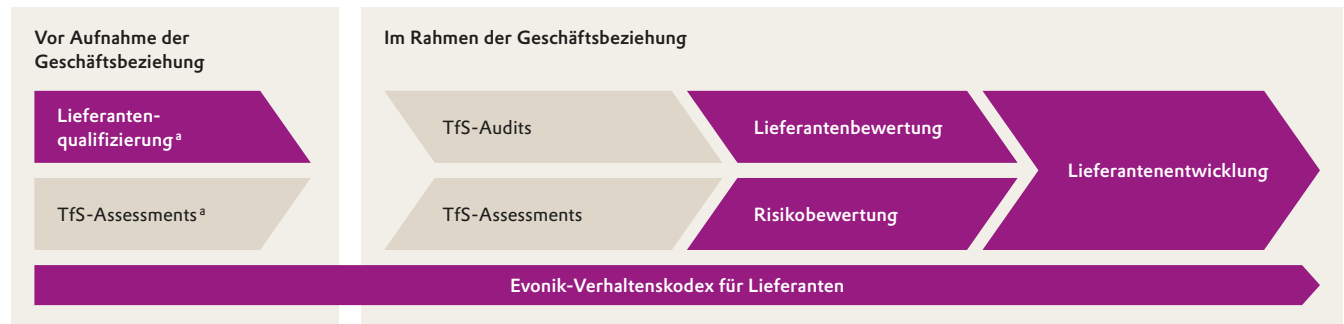 Vor Aufnahme der
Geschäftsbeziehung
Lieferanten-
qualifizierung ᵃ
TfS-Assessments ᵃ
Im Rahmen der Geschäftsbeziehung
TfS-Audits
Lieferantenbewertung
TfS-Assessments
Risikobewertung
Lieferantenentwicklung
Evonik-Verhaltenskodex für Lieferanten